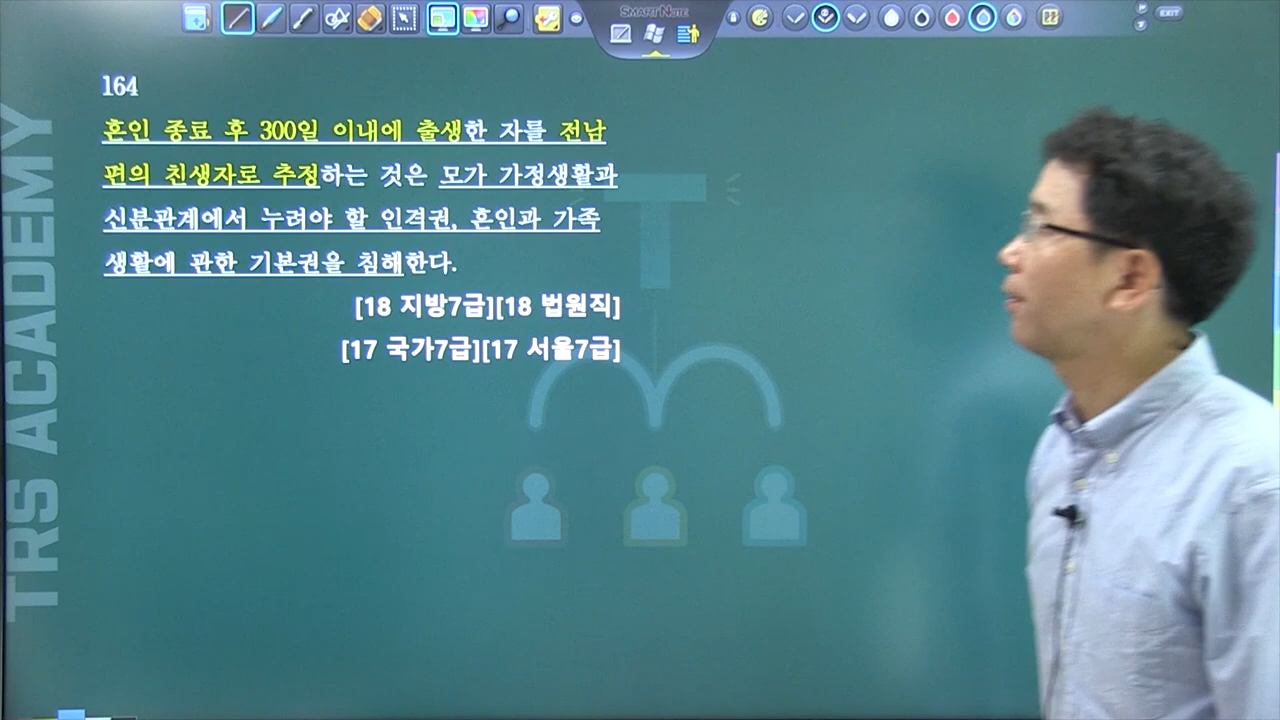 SMART NOTE
EXIT
164
혼인 종료 후 300일 이내에 출생한 자를 전남
편의 친생자로 추정하는 것은 모가 가정생활과
신분관계에서 누려야 할 인격권, 혼인과 가족
생활에 관한 기본권을 침해한다.
[18 지방7급][18 법원직]
[17 국가7급][17 서울7급]
TRS ACADEMY